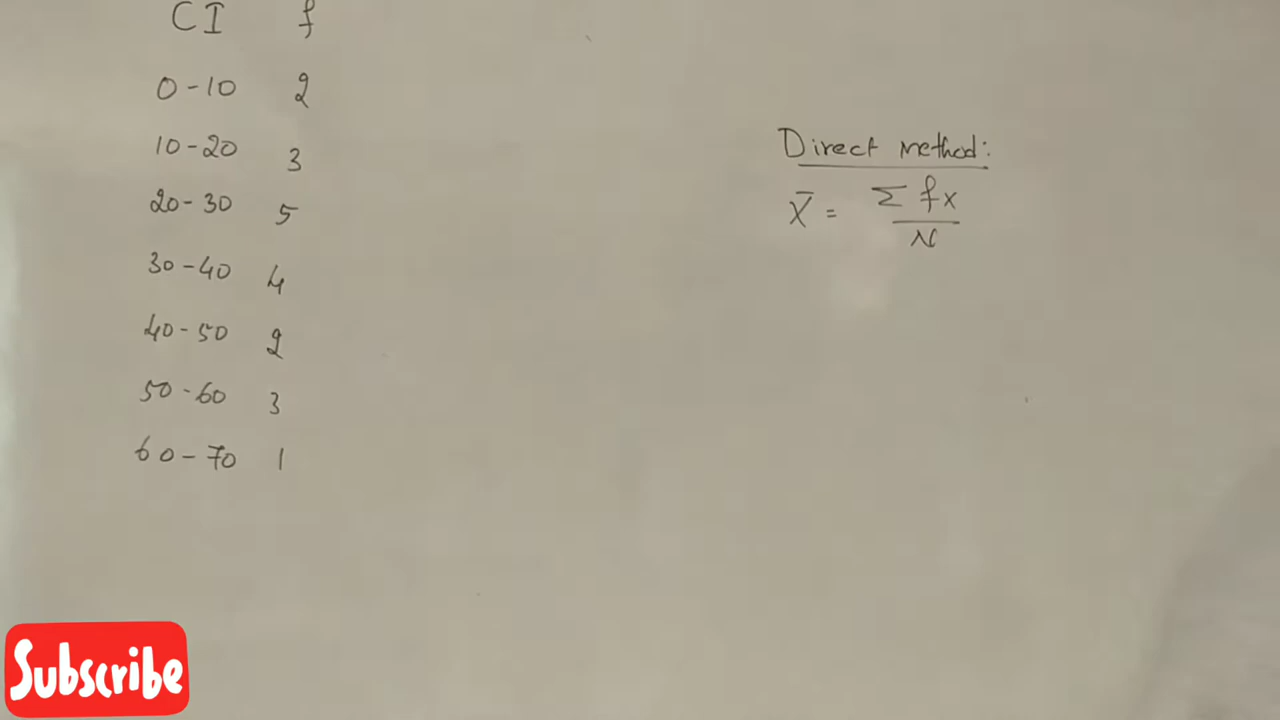 CI f
0-10 2
10-20 3
20-30 5
30-40 4
40-50 2
50-60 3
60-70 1
Direct method:
X̄ = Σ fx / N
Subscribe